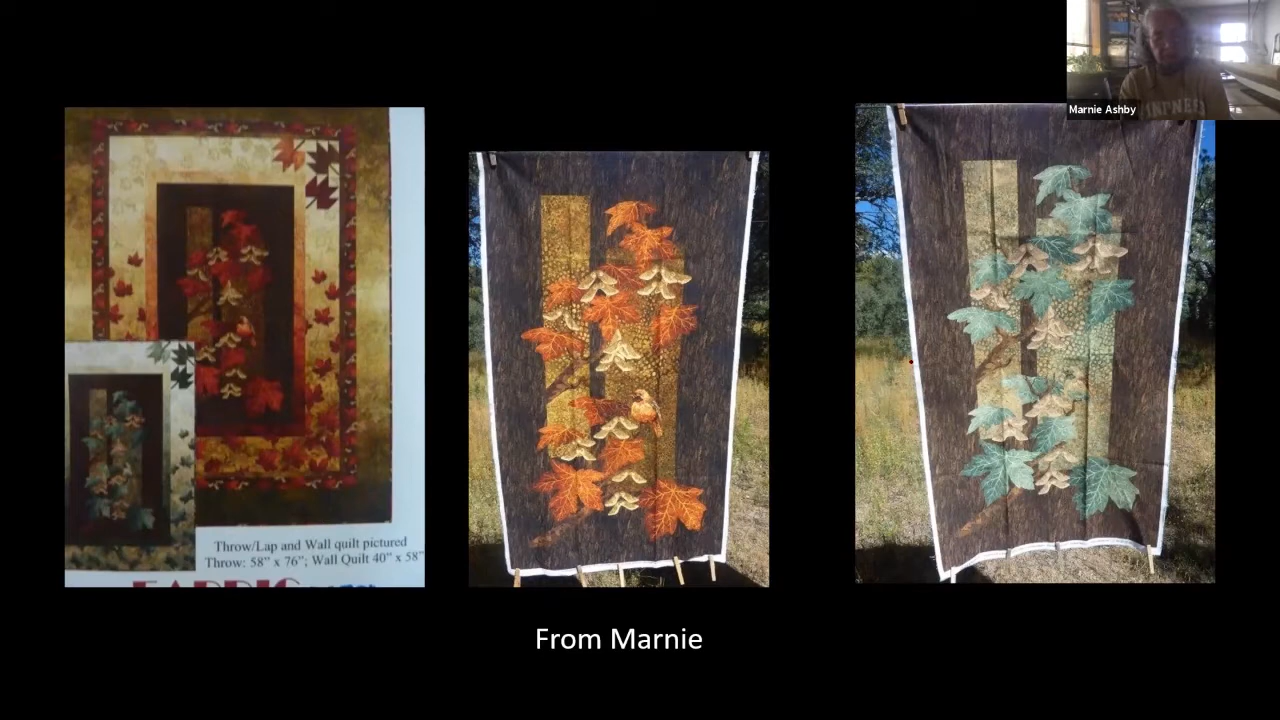 Marnie Ashby
Throw/Lap and Wall quilt pictured
Throw: 58" x 76"; Wall Quilt 40" x 58"
From Marnie